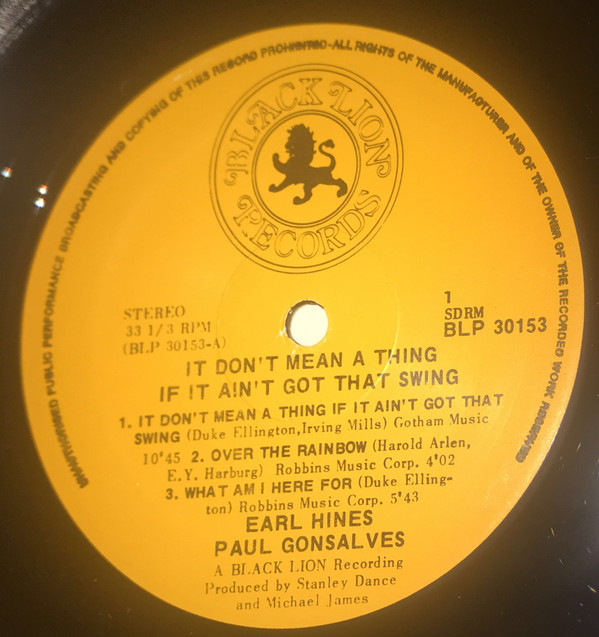 UNAUTHORISED PUBLIC PERFORMANCE BROADCASTING AND COPYING OF THIS RECORD PROHIBITED-ALL RIGHTS OF THE MANUFACTURER AND OF THE OWNER OF THE RECORDED WORK RESERVED
BLACK LION
RECORDS
STEREO
33 1/3 RPM
(BLP 30153-A)
1
SDRM
BLP 30153
IT DON'T MEAN A THING
IF IT AIN'T GOT THAT SWING
1. IT DON'T MEAN A THING IF IT AIN'T GOT THAT
SWING (Duke Ellington,Irving Mills) Gotham Music
10'45 2. OVER THE RAINBOW (Harold Arlen,
E.Y. Harburg) Robbins Music Corp. 4'02
3. WHAT AM I HERE FOR (Duke Elling-
ton) Robbins Music Corp. 5'43
EARL HINES
PAUL GONSALVES
A BLACK LION Recording
Produced by Stanley Dance
and Michael James